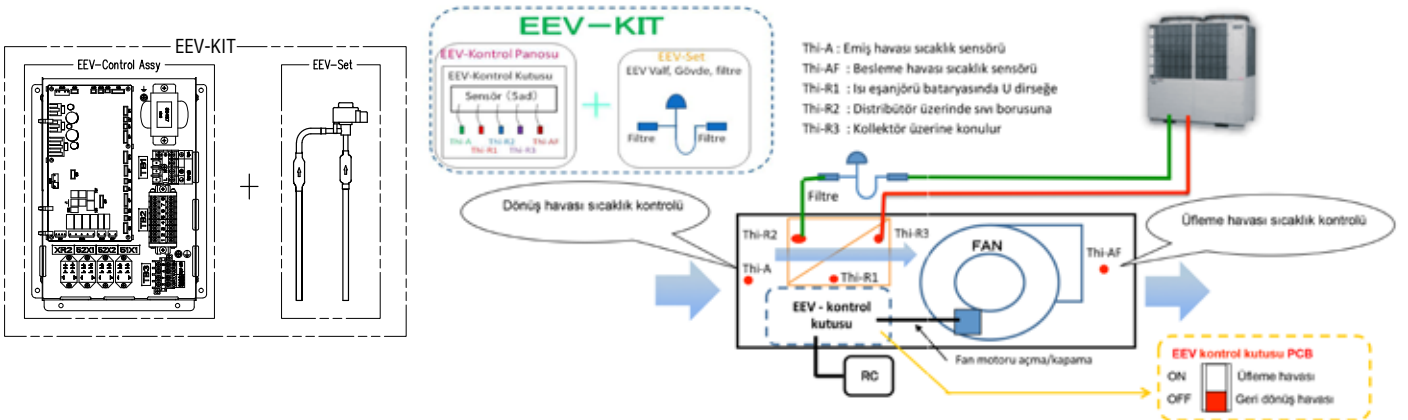 EEV-KIT
EEV-Control Assy
EEV-Set
TB1
TB2
TB3
XR2 52X1 52X2 51X1
EEV-KIT
EEV-Kontrol Panosu
EEV-Kontrol Kutusu
Sensör (5ad)
Thi-A Thi-R2 Thi-AF
Thi-R1 Thi-R3
EEV-Set
EEV Valf, Gövde, filtre
Filtre Filtre
Thi-A : Emiş havası sıcaklık sensörü
Thi-AF : Besleme havası sıcaklık sensörü
Thi-R1 : Isı eşanjörü bataryasında U dirseğe
Thi-R2 : Distribütör üzerinde sıvı borusuna
Thi-R3 : Kollektör üzerine konulur
Filtre
Dönüş havası sıcaklık kontrolü
Üfleme havası sıcaklık kontrolü
Thi-R2
Thi-R3
FAN
Thi-AF
Thi-A
Thi-R1
EEV - kontrol
kutusu
Fan motoru açma/kapama
RC
EEV kontrol kutusu PCB
ON Üfleme havası
OFF Geri dönüş havası